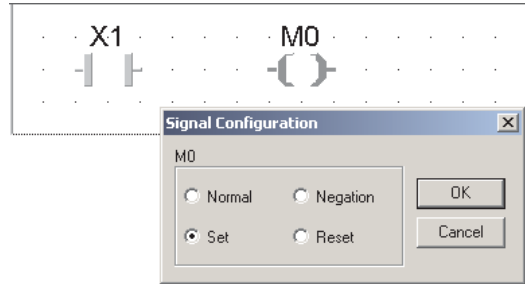 X1 M0
Signal Configuration
M0
Normal Negation OK
Set Reset Cancel